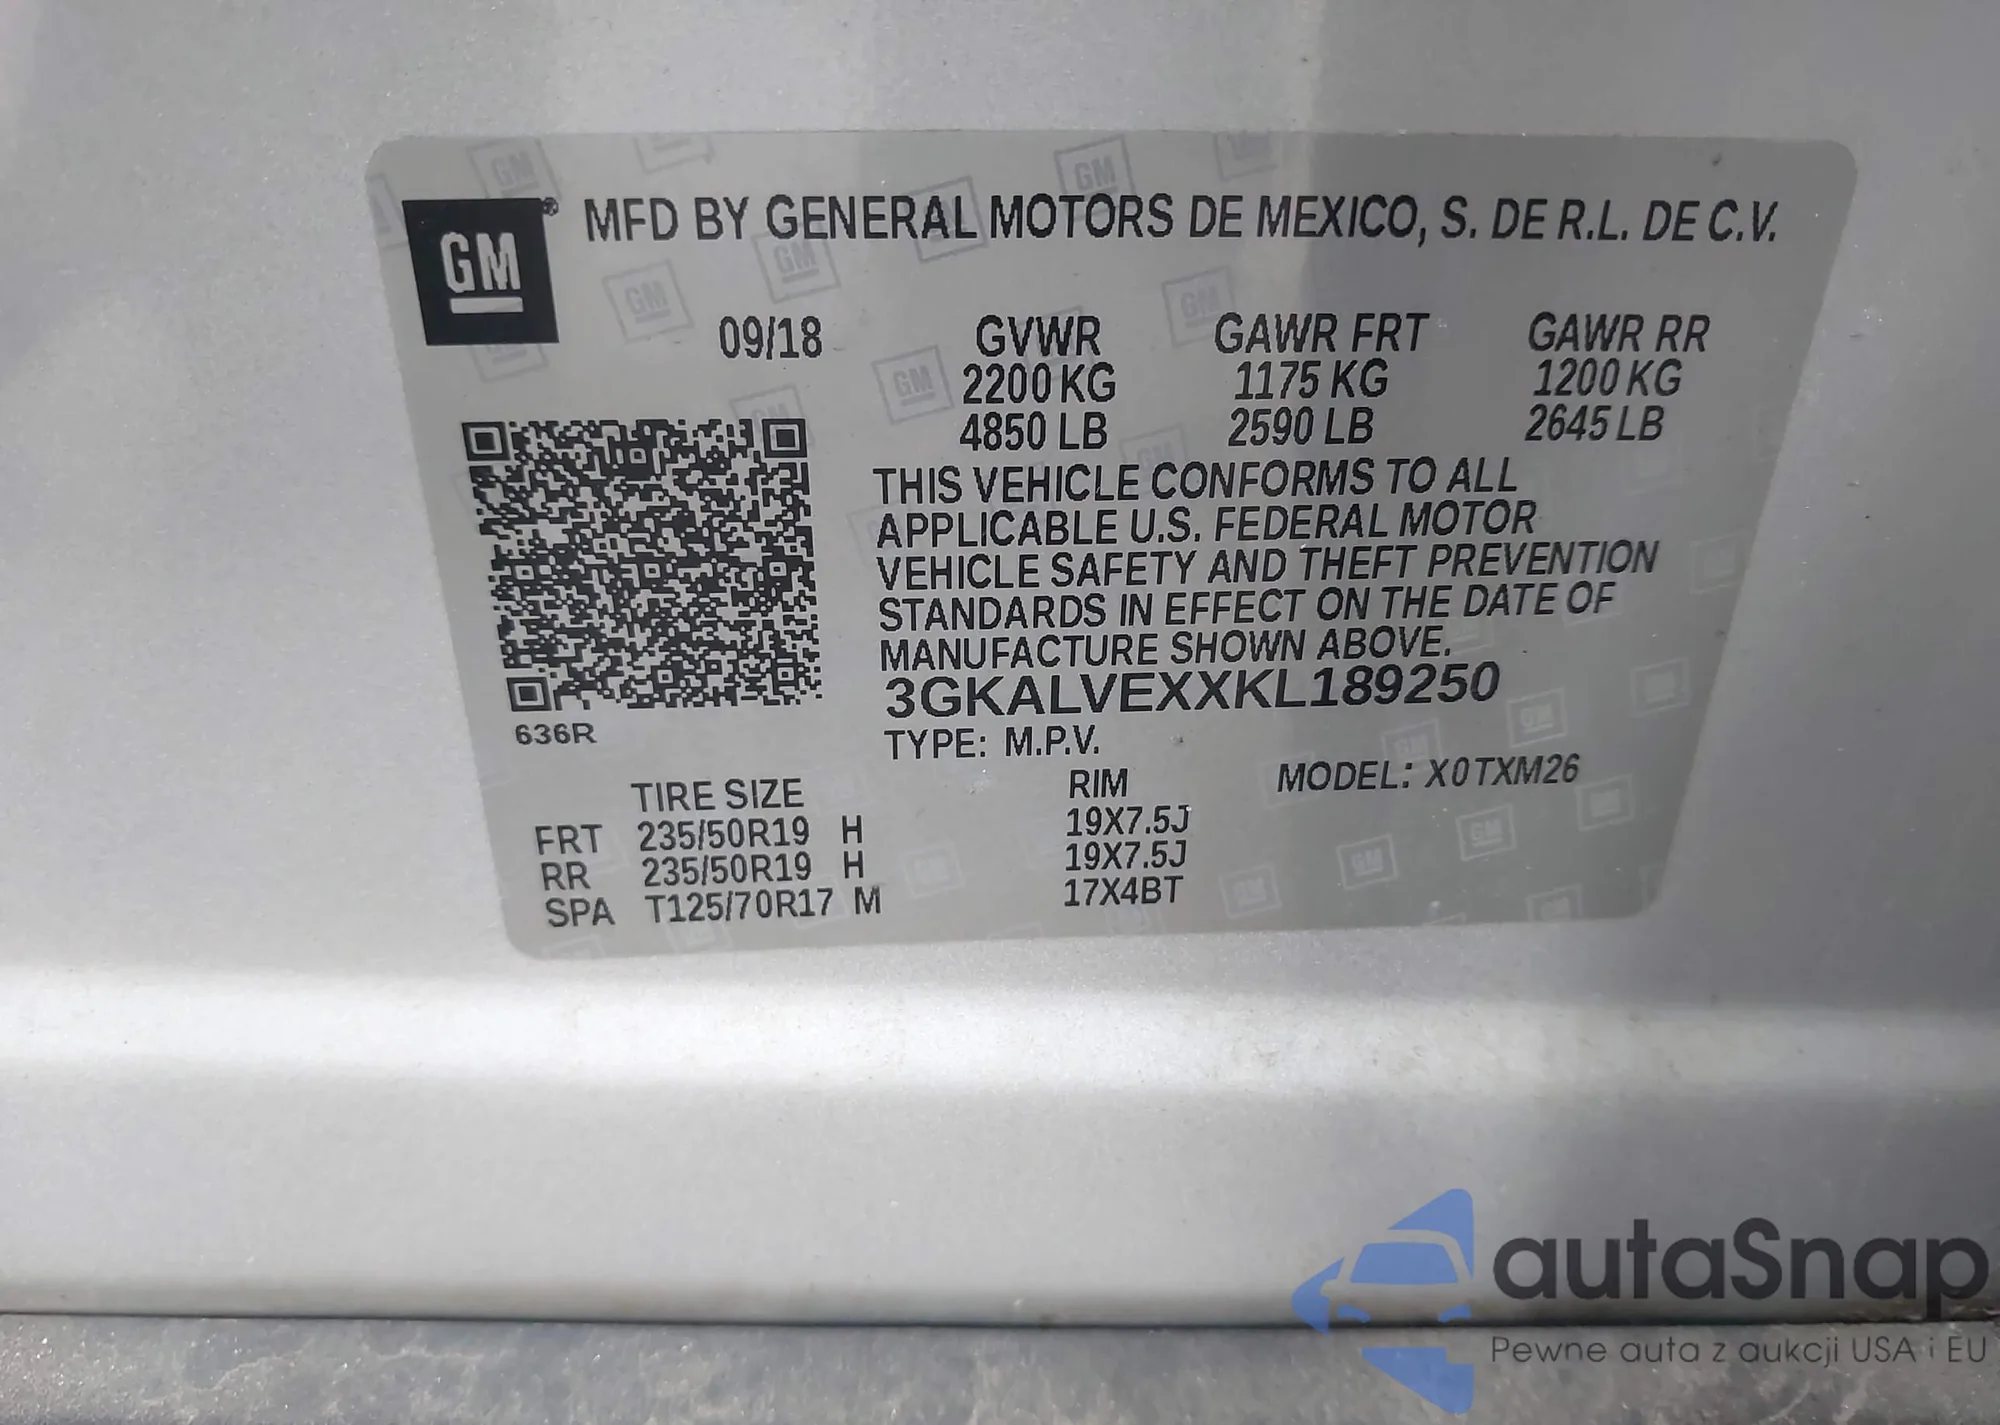 GM® MFD BY GENERAL MOTORS DE MEXICO, S. DE R.L. DE C.V.
09/18 GVWR GAWR FRT GAWR RR
2200 KG 1175 KG 1200 KG
4850 LB 2590 LB 2645 LB
THIS VEHICLE CONFORMS TO ALL
APPLICABLE U.S. FEDERAL MOTOR
VEHICLE SAFETY AND THEFT PREVENTION
STANDARDS IN EFFECT ON THE DATE OF
MANUFACTURE SHOWN ABOVE.
3GKALVEXXKL189250
636R
TYPE: M.P.V.
MODEL: X0TXM26
TIRE SIZE RIM
FRT 235/50R19 H 19X7.5J
RR 235/50R19 H 19X7.5J
SPA T125/70R17 M 17X4BT
autaSnap
Pewne auta z aukcji USA i EU